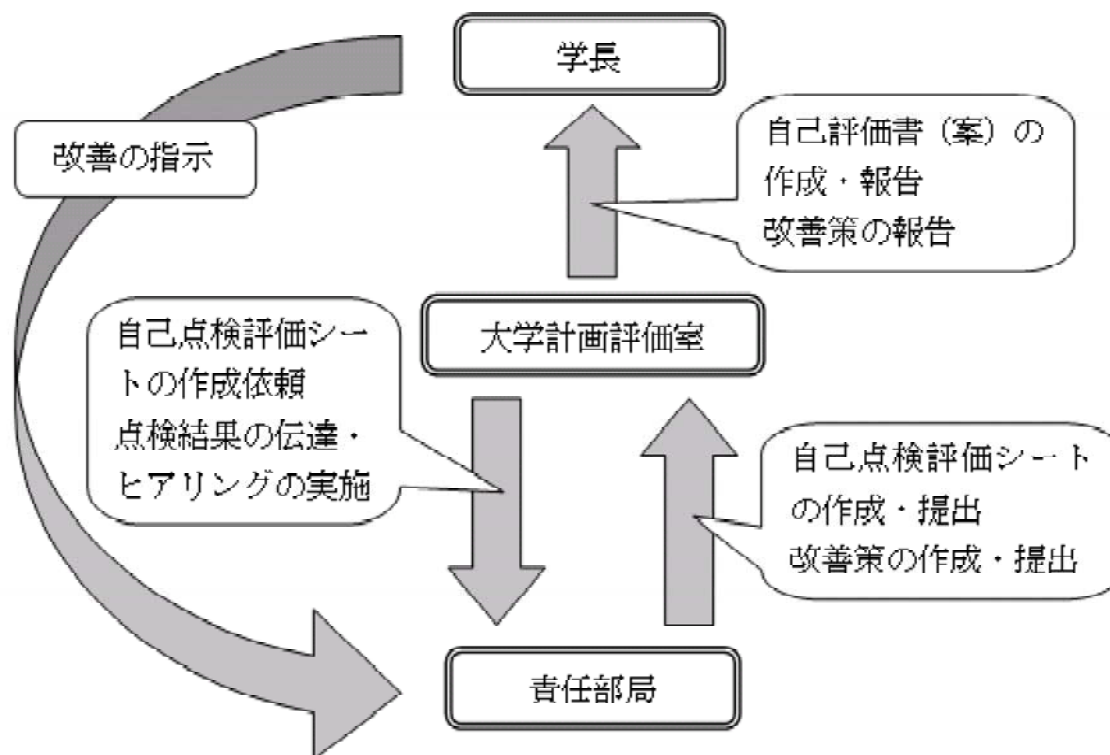 学長
改善の指示
自己評価書（案）の
作成・報告
改善策の報告
大学計画評価室
自己点検評価シー
トの作成依頼
点検結果の伝達・
ヒアリングの実施
自己点検評価シート
の作成・提出
改善策の作成・提出
責任部局